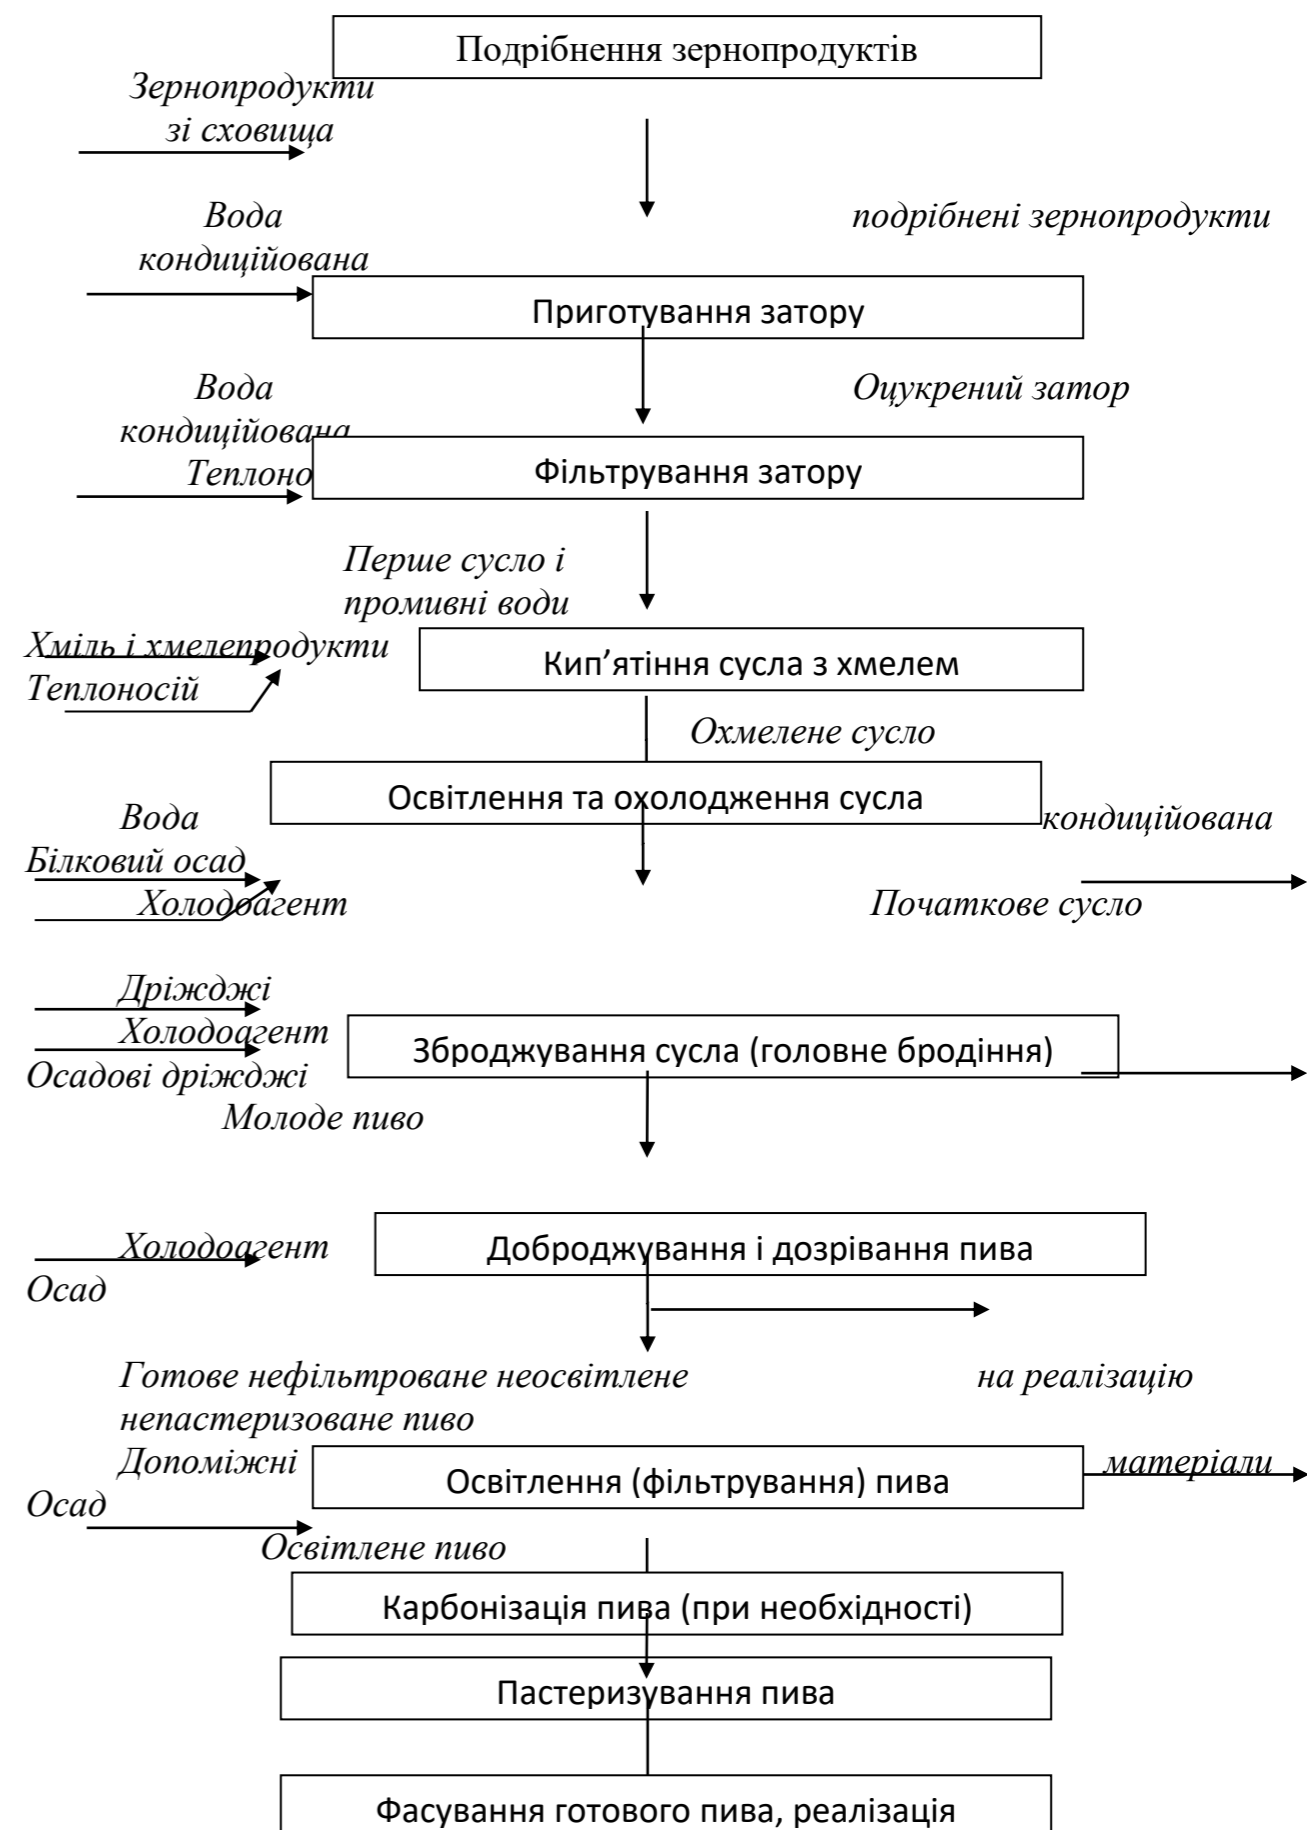 Подрібнення зернопродуктів
Зернопродукти
зі сховища
Вода
подрібнені зернопродукти
кондиційована
Приготування затору
Вода
Оцукрений затор
кондиційована
Теплоно
Фільтрування затору
Перше сусло і
промивні води
Хміль і хмелепродукти
Кип’ятіння сусла з хмелем
Теплоносій
Охмелене сусло
Освітлення та охолодження сусла
Вода
кондиційована
Білковий осад
Холодоагент
Початкове сусло
Дріжджі
Холодоагент
Зброджування сусла (головне бродіння)
Осадові дріжджі
Молоде пиво
Холодоагент
Доброджування і дозрівання пива
Осад
Готове нефільтроване неосвітлене
на реалізацію
непастеризоване пиво
Допоміжні
матеріали
Освітлення (фільтрування) пива
Осад
Освітлене пиво
Карбонізація пива (при необхідності)
Пастеризування пива
Фасування готового пива, реалізація